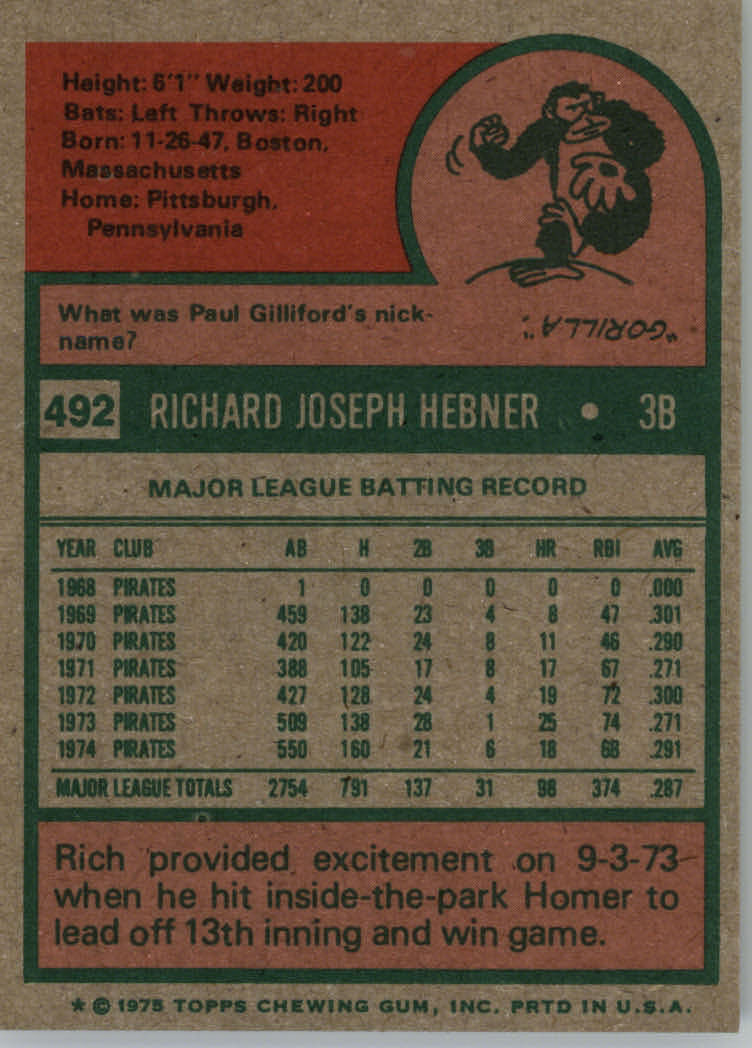 Height: 6'1" Weight: 200
Bats: Left Throws: Right
Born: 11-26-47, Boston,
Massachusetts
Home: Pittsburgh,
Pennsylvania
What was Paul Gilliford's nick-
name?
"GORILLA".
492 RICHARD JOSEPH HEBNER • 3B
MAJOR LEAGUE BATTING RECORD
YEAR CLUB AB H 2B 3B HR RBI AVG
1968 PIRATES 1 0 0 0 0 0 .000
1969 PIRATES 459 138 23 4 8 47 .301
1970 PIRATES 420 122 24 8 11 46 .290
1971 PIRATES 388 105 17 8 17 67 .271
1972 PIRATES 427 128 24 4 19 72 .300
1973 PIRATES 509 138 28 1 25 74 .271
1974 PIRATES 550 160 21 6 18 68 .291
MAJOR LEAGUE TOTALS 2754 791 137 31 98 374 .287
Rich provided excitement on 9-3-73
when he hit inside-the-park Homer to
lead off 13th inning and win game.
* © 1975 TOPPS CHEWING GUM, INC. PRTD IN U.S.A.